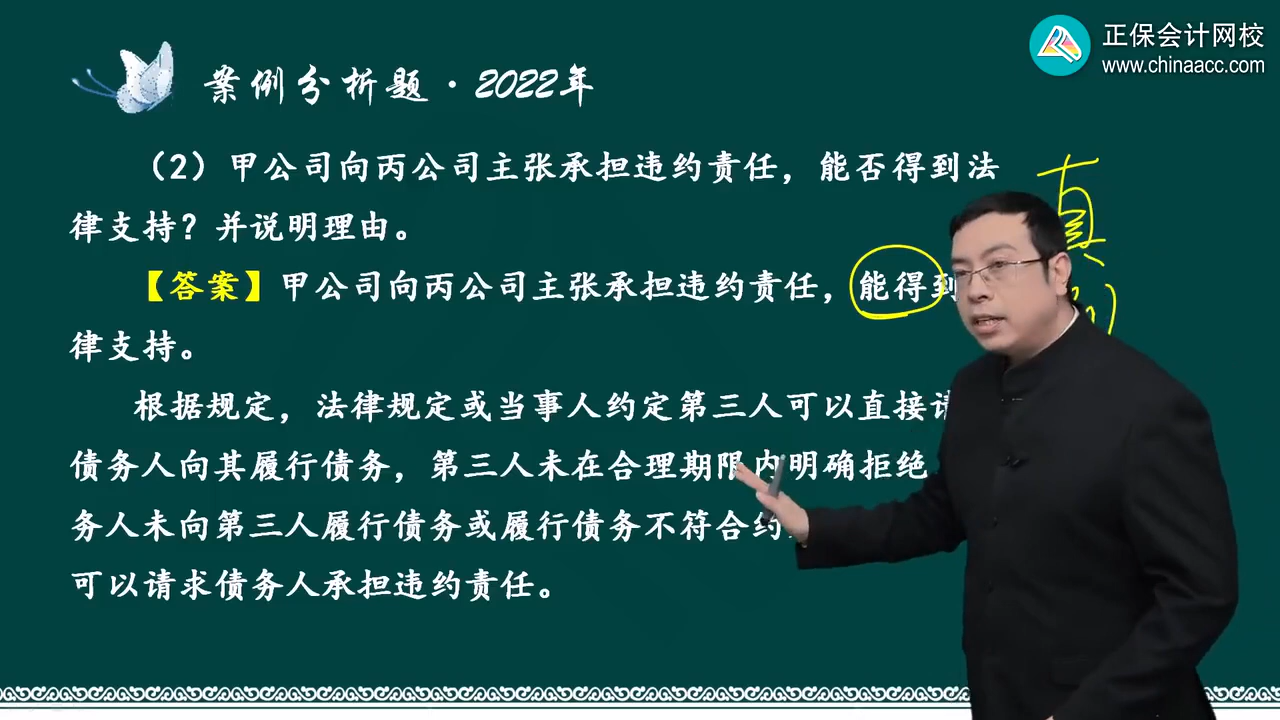 正保会计网校
www.chinaacc.com
案例分析题·2022年
（2）甲公司向丙公司主张承担违约责任，能否得到法
律支持？并说明理由。
【答案】甲公司向丙公司主张承担违约责任，能得到
律支持。
根据规定，法律规定或当事人约定第三人可以直接请
债务人向其履行债务，第三人未在合理期限内明确拒绝
务人未向第三人履行债务或履行债务不符合约
可以请求债务人承担违约责任。
真